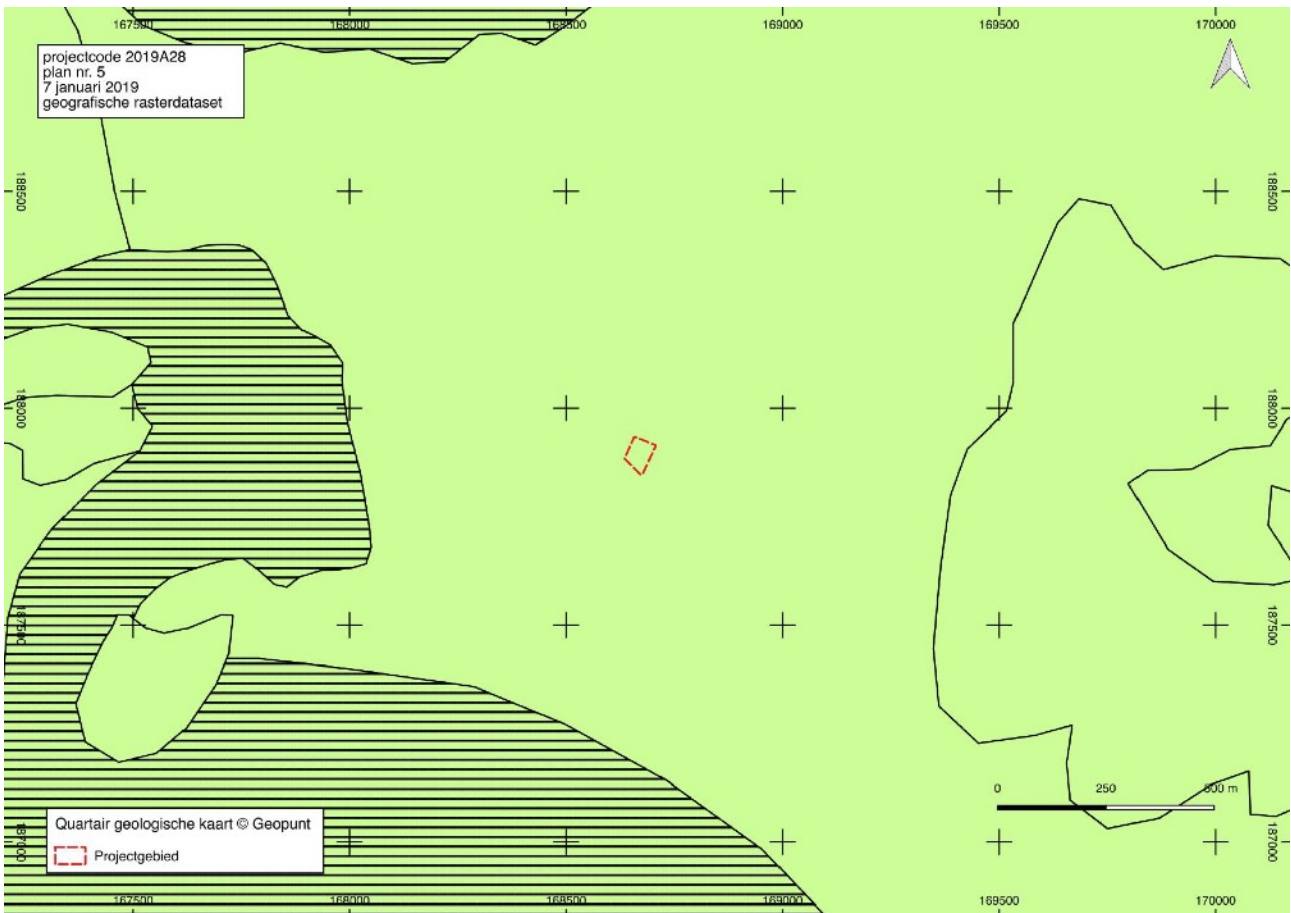 167500 168000 168500 169000 169500 170000
projectcode 2019A28
plan nr. 5
7 januari 2019
geografische rasterdataset
188500 188500
188000 188000
187500 187500
0 250 500 m
Quartair geologische kaart © Geopunt
Projectgebied
187000 187000
167500 168000 168500 169000 169500 170000